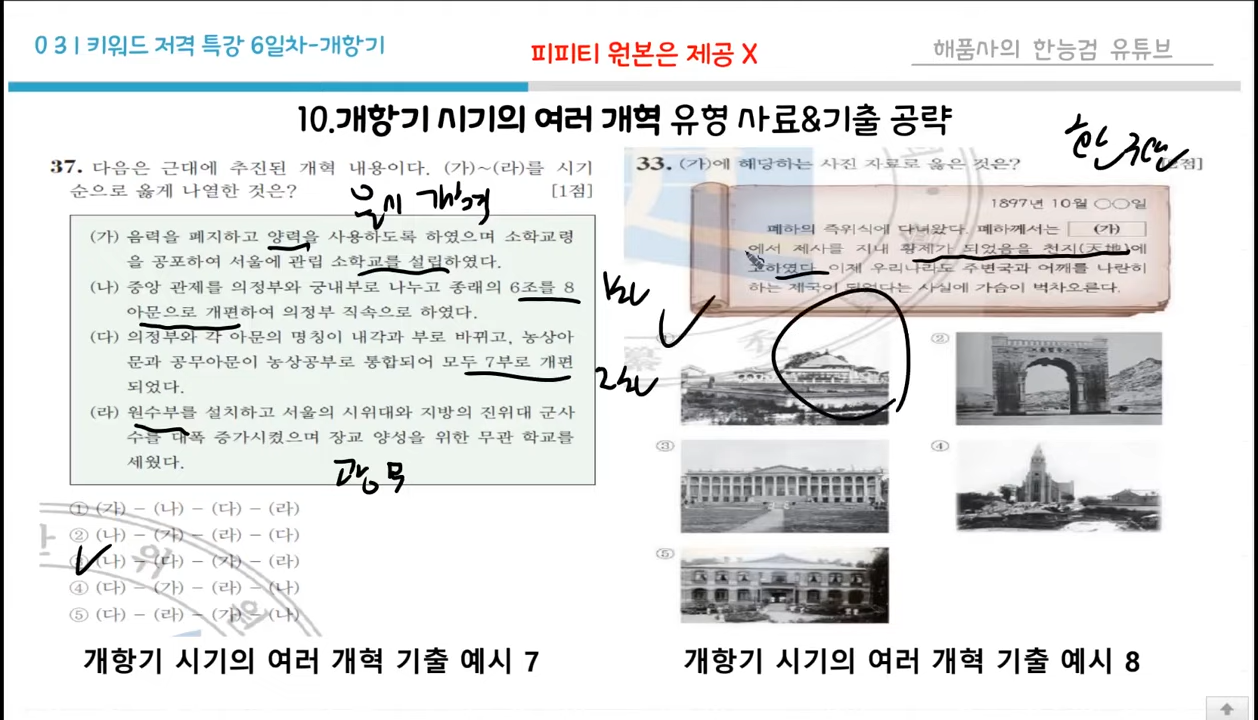 03 | 키워드 저격 특강 6일차-개항기
피피티 원본은 제공 X
해품사의 한능검 유튜브
10.개항기 시기의 여러 개혁 유형 사료&기출 공략
37. 다음은 근대에 추진된 개혁 내용이다. (가)~(라)를 시기
순으로 옳게 나열한 것은? [1점]
을미 개혁
(가) 음력을 폐지하고 양력을 사용하도록 하였으며 소학교령
을 공포하여 서울에 관립 소학교를 설립하였다.
(나) 중앙 관제를 의정부와 궁내부로 나누고 종래의 6조를 8
아문으로 개편하여 의정부 직속으로 하였다.
1차
(다) 의정부와 각 아문의 명칭이 내각과 부로 바뀌고, 농상아
문과 공무아문이 농상공부로 통합되어 모두 7부로 개편
되었다.
2차
(라) 원수부를 설치하고 서울의 시위대와 지방의 진위대 군사
수를 대폭 증가시켰으며 장교 양성을 위한 무관 학교를
세웠다.
광무
① (가) - (나) - (다) - (라)
② (나) - (가) - (라) - (다)
③ (나) - (다) - (가) - (라)
④ (다) - (가) - (라) - (나)
⑤ (다) - (라) - (가) - (나)
개항기 시기의 여러 개혁 기출 예시 7
33. (가)에 해당하는 사진 자료로 옳은 것은? [2점]
1897년 10월 ○○일
폐하의 즉위식에 다녀왔다. 폐하께서는 (가)
에서 제사를 지내 황제가 되었음을 천지(天地)에
고하였다. 이제 우리나라도 주변국과 어깨를 나란히
하는 제국이 되었다는 사실에 가슴이 벅차오른다.
②
③
④
⑤
개항기 시기의 여러 개혁 기출 예시 8